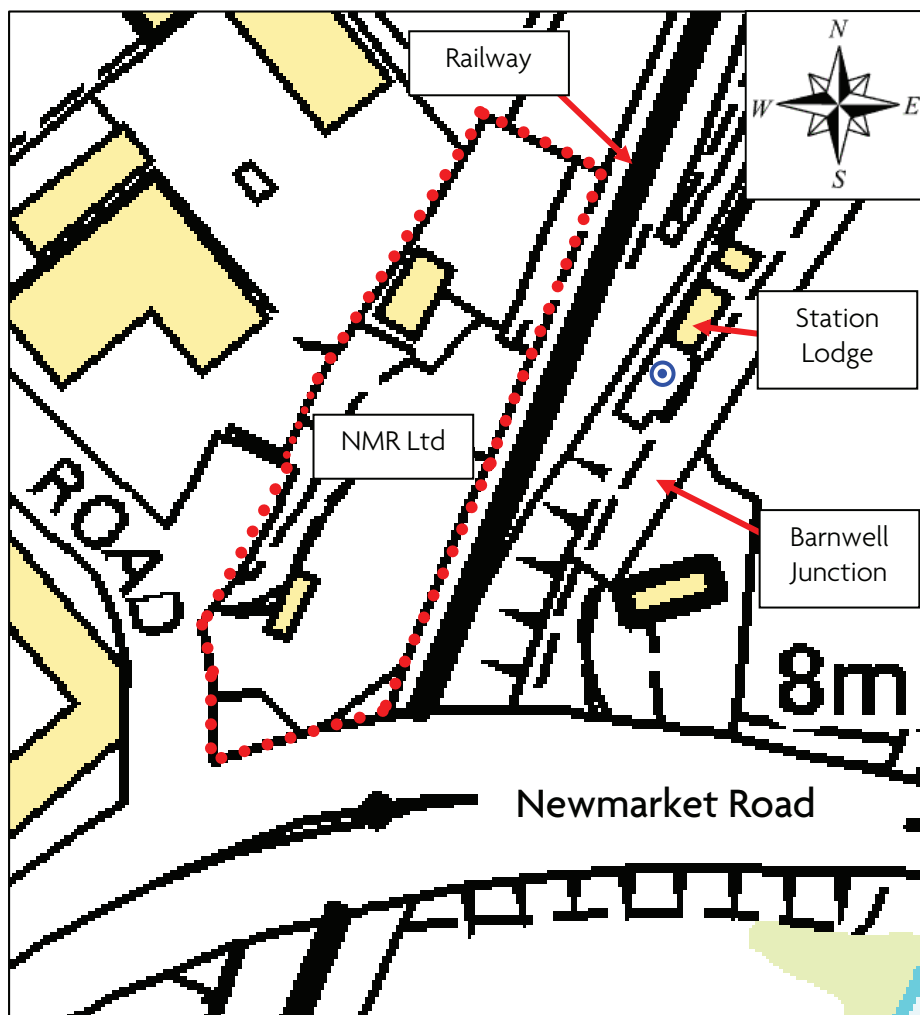 Railway
N
W
E
S
Station
Lodge
NMR Ltd
ROAD
Barnwell
Junction
8m
Newmarket Road